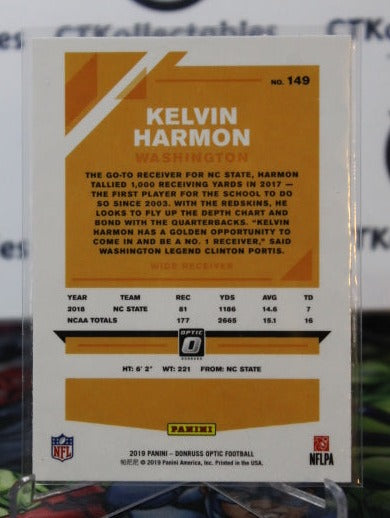 CTKollectables
NO. 149
KELVIN
HARMON
WASHINGTON
THE GO-TO RECEIVER FOR NC STATE, HARMON
TALLIED 1,000 RECEIVING YARDS IN 2017 —
THE FIRST PLAYER FOR THE SCHOOL TO DO
SO SINCE 2003. WITH THE REDSKINS, HE
LOOKS TO FLY UP THE DEPTH CHART AND
BOND WITH THE QUARTERBACKS. “KELVIN
HARMON HAS A GOLDEN OPPORTUNITY TO
COME IN AND BE A NO. 1 RECEIVER,” SAID
WASHINGTON LEGEND CLINTON PORTIS.
WIDE RECEIVER
YEAR TEAM REC YDS AVG TD
2018 NC STATE 81 1186 14.6 7
NCAA TOTALS 177 2665 15.1 16
OPTIC
DONRUSS
HT: 6' 2" WT: 221 FROM: NC STATE
PANINI
NFL
NFLPA
2019 PANINI – DONRUSS OPTIC FOOTBALL
© 2019 Panini America, Inc. Printed in the USA.